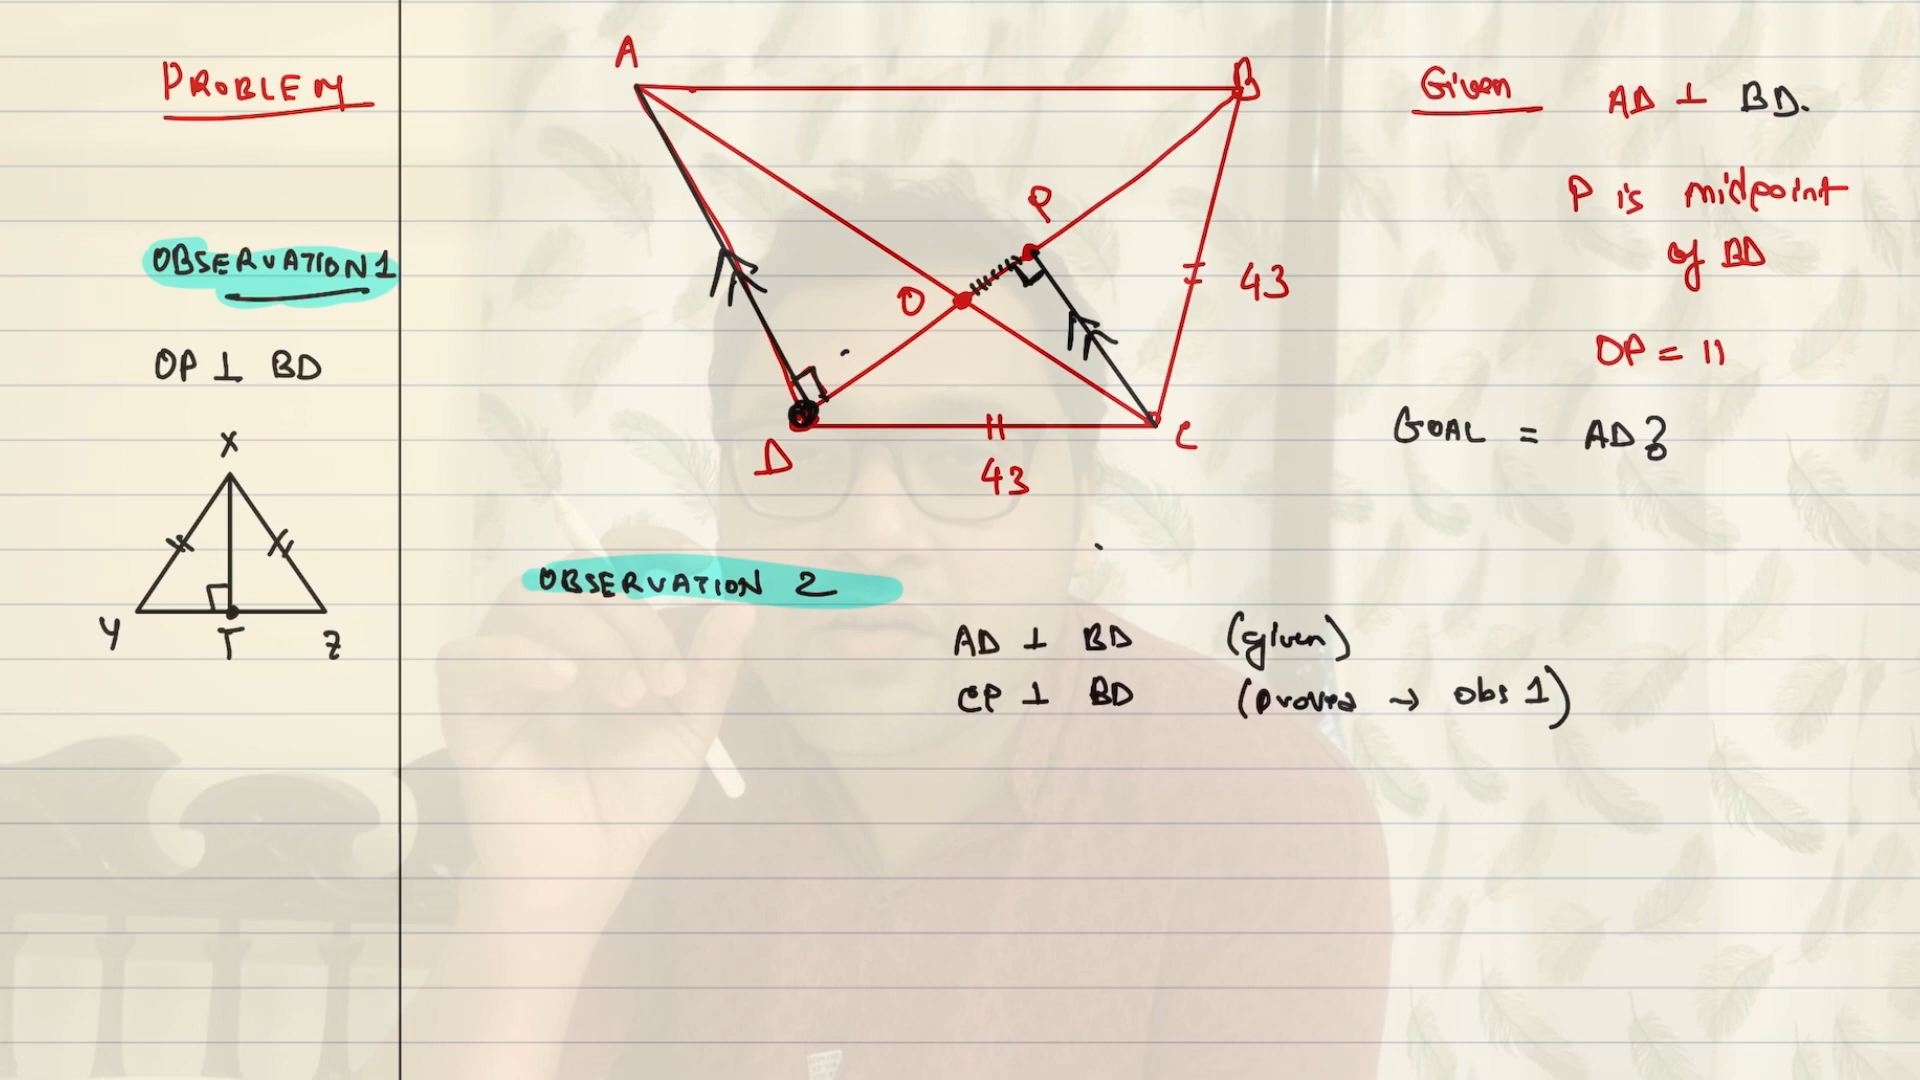 PROBLEM
OBSERVATION 1
OP ⊥ BD
X
Y T Z
A
B
P
O
43
D
C
43
Given AD ⊥ BD.
P is midpoint
of BD
OP = 11
GOAL = AD?
OBSERVATION 2
AD ⊥ BD (given)
CP ⊥ BD (proved → obs 1)